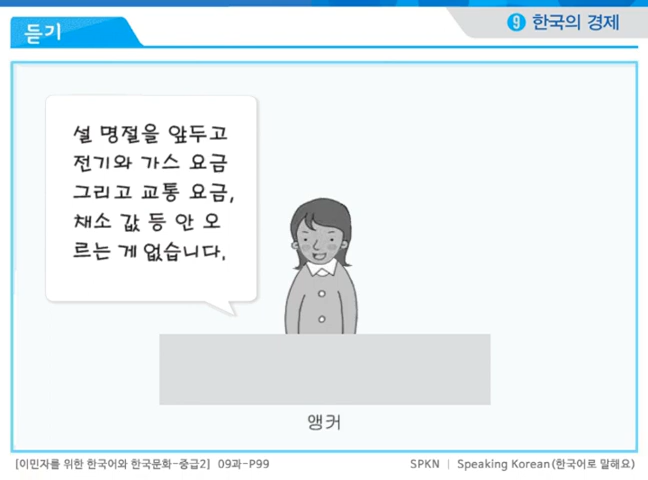 듣기
9 한국의 경제
설 명절을 앞두고
전기와 가스 요금
그리고 교통 요금,
채소 값 등 안 오
르는 게 없습니다.
앵커
[이민자를 위한 한국어와 한국문화-중급2] 09과-P99
SPKN | Speaking Korean(한국어로 말해요)